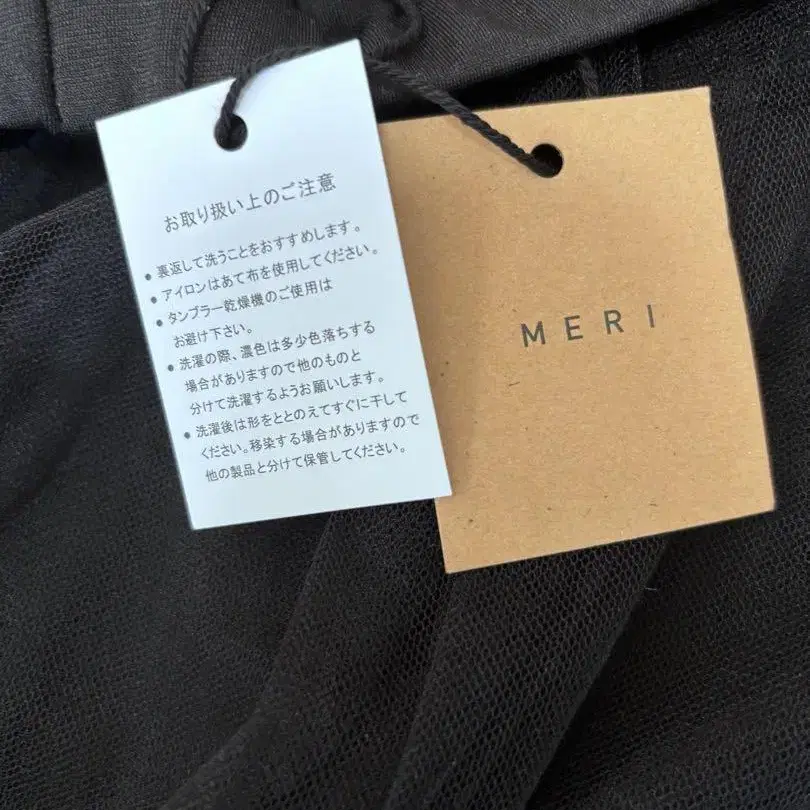 お取り扱い上のご注意
● 裏返して洗うことをおすすめします。
● アイロンはあて布を使用してください。
● タンブラー乾燥機のご使用は
お避け下さい。
● 洗濯の際、濃色は多少色落ちする
場合がありますので他のものと
分けて洗濯するようお願いします。
● 洗濯後は形をととのえてすぐに干して
ください。移染する場合がありますので
他の製品と分けて保管してください。
MERI